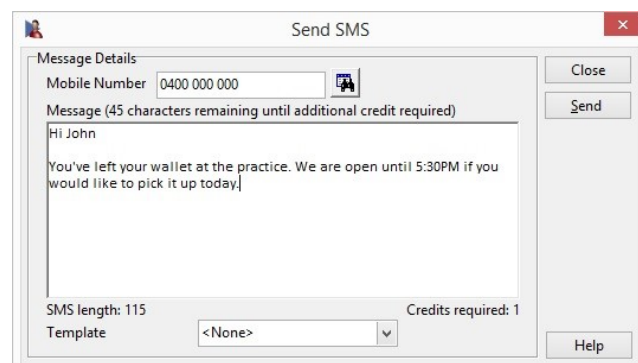 Send SMS
Message Details
Mobile Number 0400 000 000
Close
Message (45 characters remaining until additional credit required)
Send
Hi John
You've left your wallet at the practice. We are open until 5:30PM if you
would like to pick it up today.
SMS length: 115 Credits required: 1
Template <None>
Help